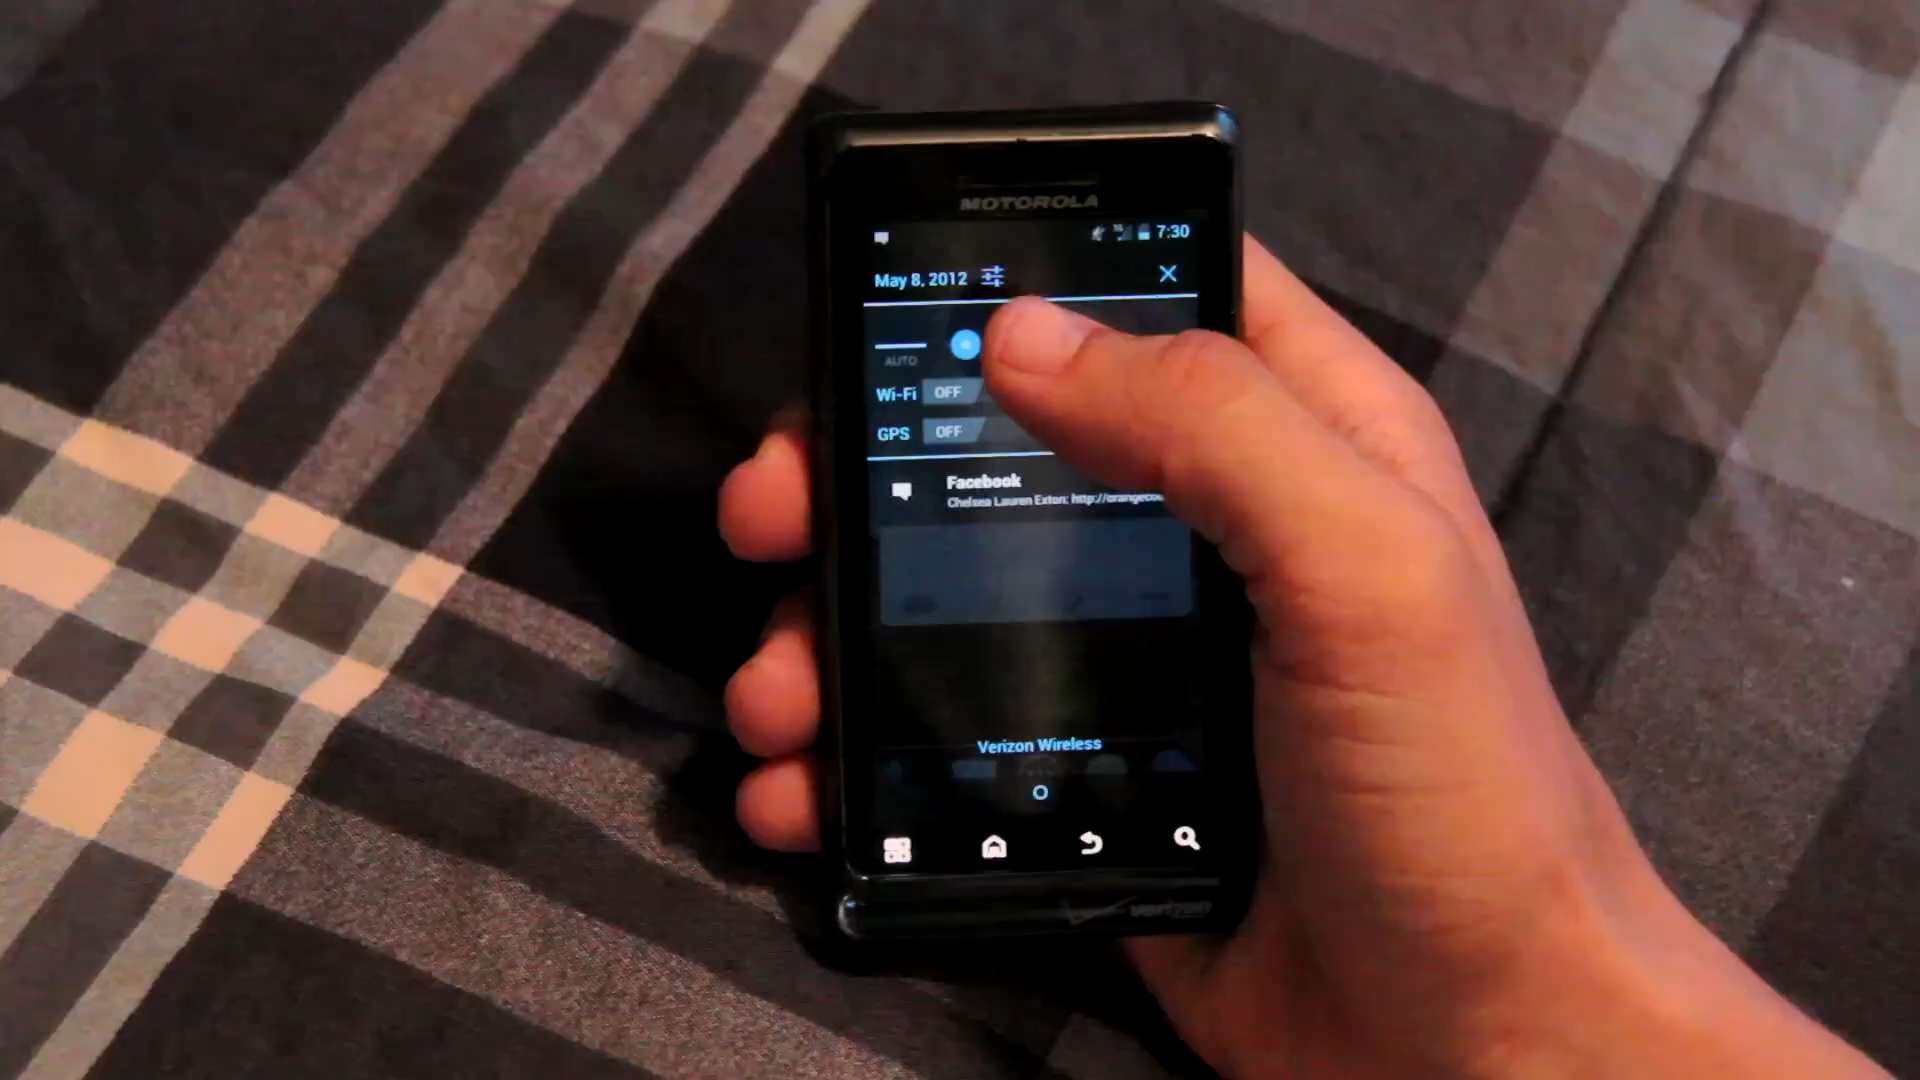 MOTOROLA
7:30
May 8, 2012
AUTO
Wi-Fi OFF
GPS OFF
Facebook
Chelsea Lauren Exton: http://orangeco
Verizon Wireless
verizon